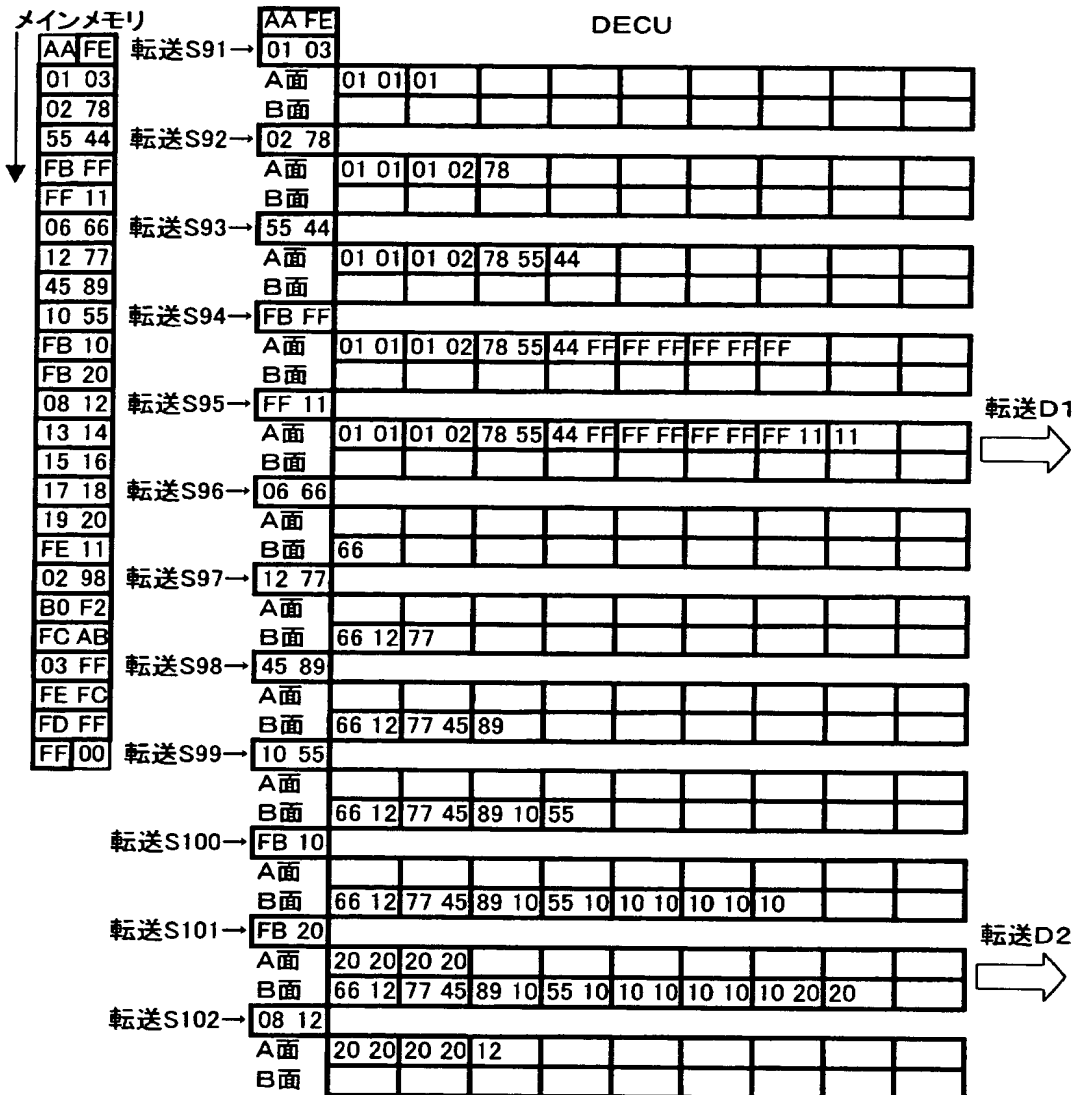 メインメモリ
AA FE
01 03
02 78
55 44
FB FF
FF 11
06 66
12 77
45 89
10 55
FB 10
FB 20
08 12
13 14
15 16
17 18
19 20
FE 11
02 98
B0 F2
FC AB
03 FF
FE FC
FD FF
FF 00
DECU
AA FE
転送S91→ 01 03
A面 01 01 01
B面
転送S92→ 02 78
A面 01 01 01 02 78
B面
転送S93→ 55 44
A面 01 01 01 02 78 55 44
B面
転送S94→ FB FF
A面 01 01 01 02 78 55 44 FF FF FF FF FF FF
B面
転送S95→ FF 11
A面 01 01 01 02 78 55 44 FF FF FF FF FF FF 11 11
B面
転送D1
転送S96→ 06 66
A面
B面 66
転送S97→ 12 77
A面
B面 66 12 77
転送S98→ 45 89
A面
B面 66 12 77 45 89
転送S99→ 10 55
A面
B面 66 12 77 45 89 10 55
転送S100→ FB 10
A面
B面 66 12 77 45 89 10 55 10 10 10 10 10 10
転送S101→ FB 20
A面 20 20 20 20
B面 66 12 77 45 89 10 55 10 10 10 10 10 10 20 20
転送D2
転送S102→ 08 12
A面 20 20 20 20 12
B面